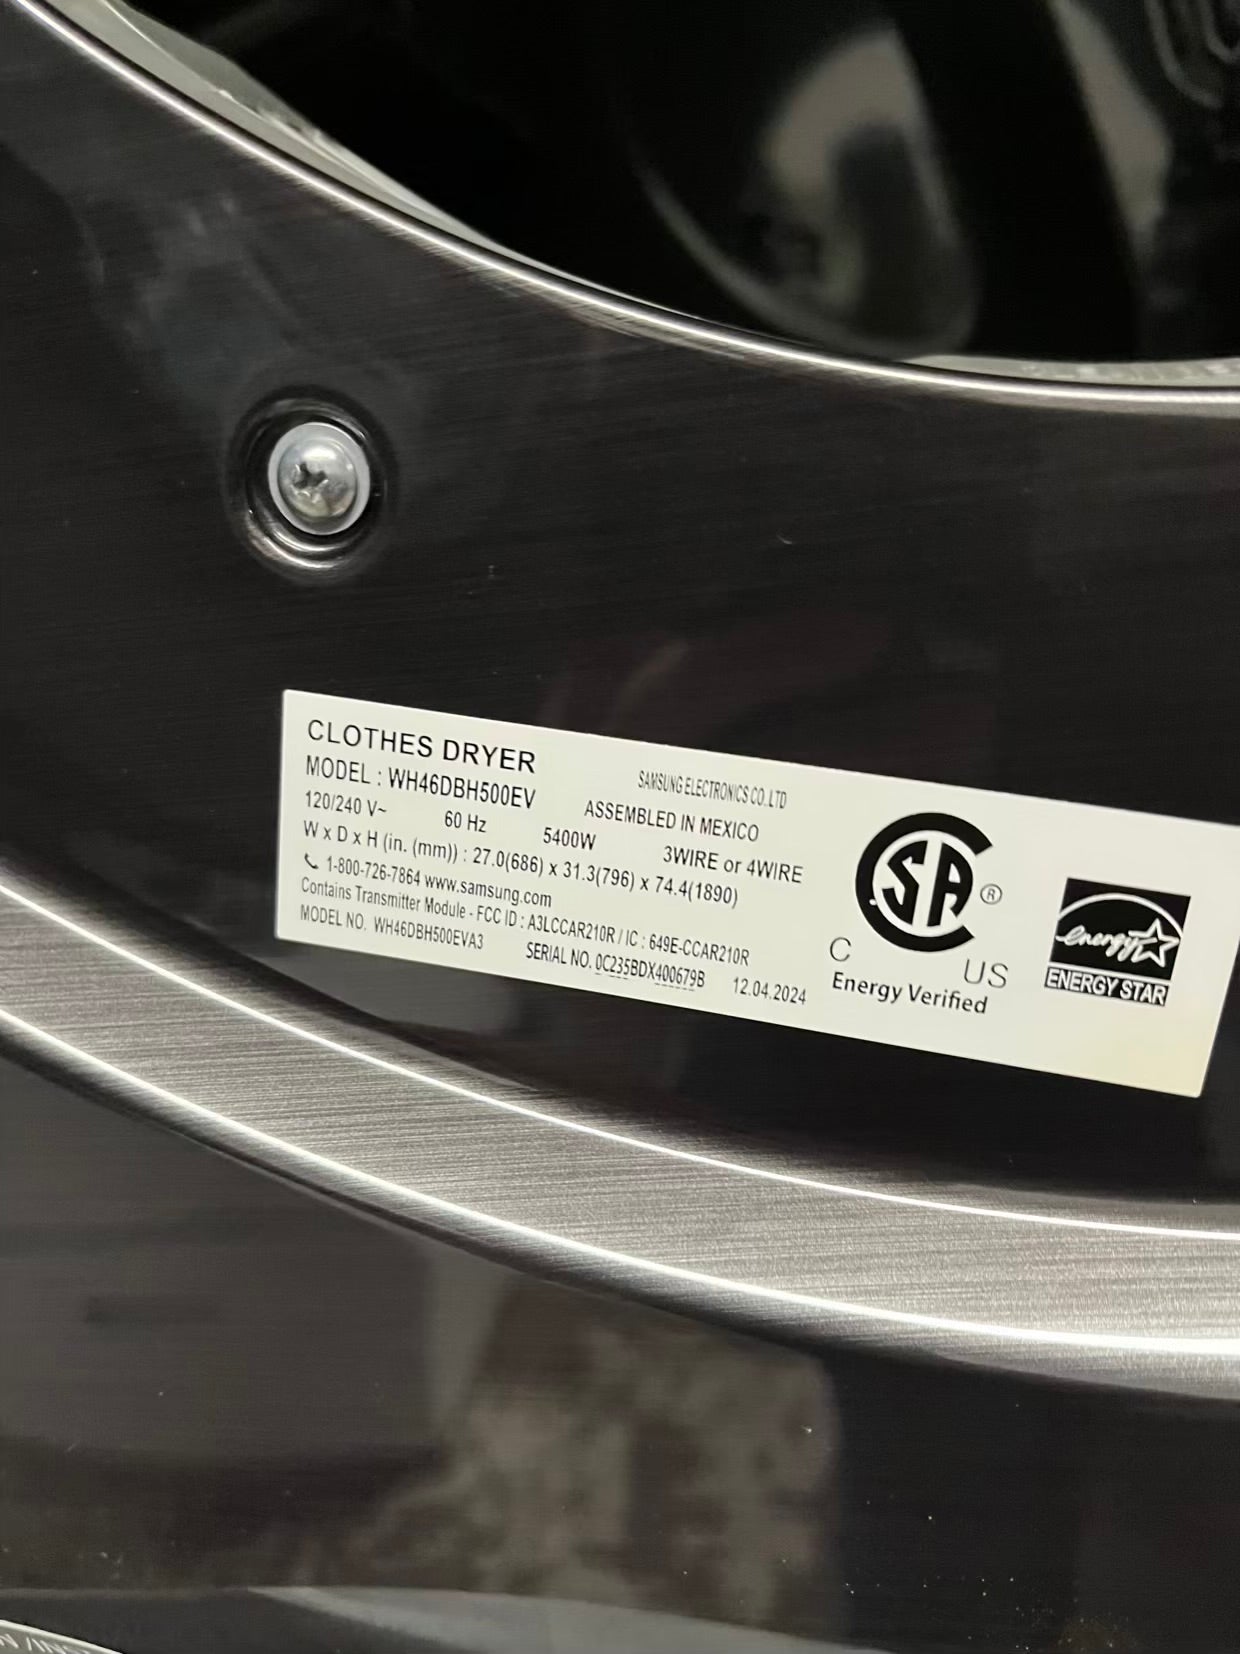 CLOTHES DRYER
SAMSUNG ELECTRONICS CO.,LTD
MODEL : WH46DBH500EV
ASSEMBLED IN MEXICO
120/240 V~ 60 Hz 5400W 3WIRE or 4WIRE
W x D x H (in. (mm)) : 27.0(686) x 31.3(796) x 74.4(1890)
1-800-726-7864 www.samsung.com
Contains Transmitter Module - FCC ID : A3LCCAR210R / IC : 649E-CCAR210R
MODEL NO. WH46DBH500EVA3 SERIAL NO. 0C235BDX400679B 12.04.2024
CSA ®
C US
Energy Verified
energy
ENERGY STAR